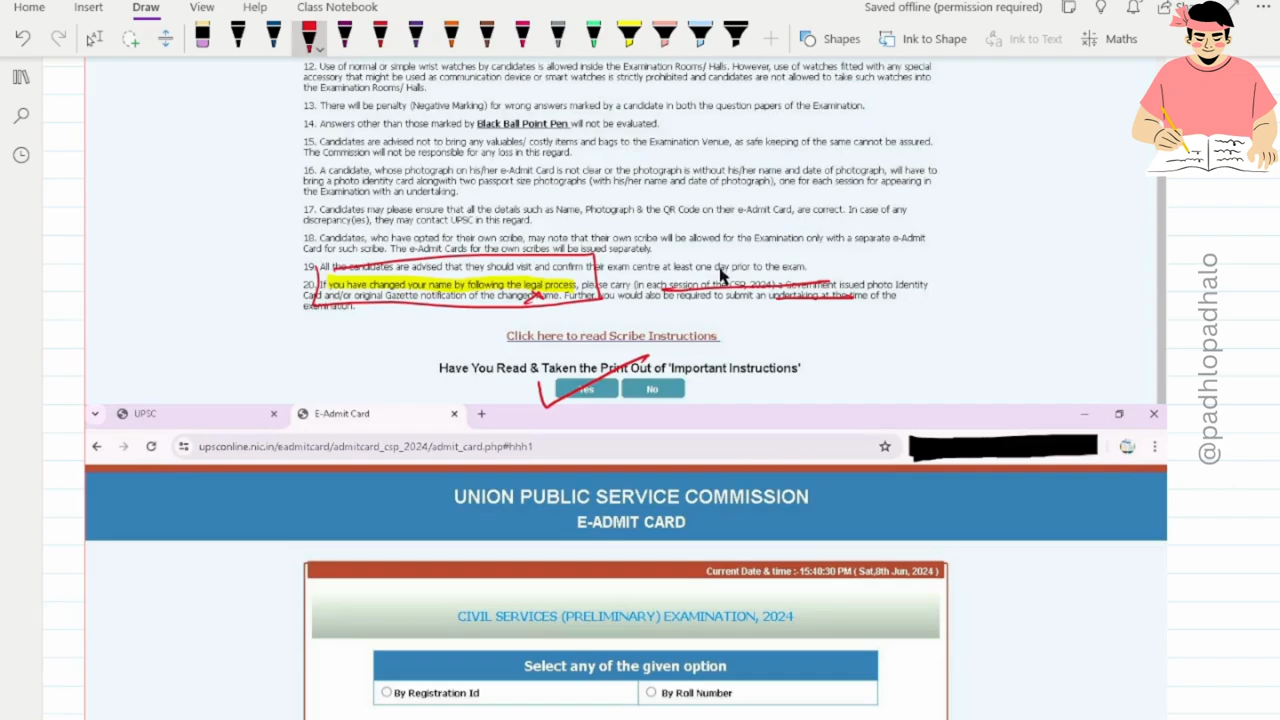 Home Insert Draw View Help Class Notebook Saved offline (permission required)
Shapes Ink to Shape Ink to Text Maths
12. Use of normal or simple wrist watches by candidates is allowed inside the Examination Rooms/ Halls. However, use of watches fitted with any special
accessory that might be used as communication device or smart watches is strictly prohibited and candidates are not allowed to take such watches into
the Examination Rooms/ Halls.
13. There will be penalty (Negative Marking) for wrong answers marked by a candidate in both the question papers of the Examination.
14. Answers other than those marked by Black Ball Point Pen will not be evaluated.
15. Candidates are advised not to bring any valuables/ costly items and bags to the Examination Venue, as safe keeping of the same cannot be assured.
The Commission will not be responsible for any loss in this regard.
16. A candidate, whose photograph on his/her e-Admit Card is not clear or the photograph is without his/her name and date of photograph, will have to
bring a photo identity card alongwith two passport size photographs (with his/her name and date of photograph), one for each session for appearing in
the Examination with an undertaking.
17. Candidates may please ensure that all the details such as Name, Photograph & the QR Code on their e-Admit Card, are correct. In case of any
discrepancy(ies), they may contact UPSC in this regard.
18. Candidates, who have opted for their own scribe, may note that their own scribe will be allowed for the Examination only with a separate e-Admit
Card for such scribe. The e-Admit Cards for the own scribes will be issued separately.
19. All the candidates are advised that they should visit and confirm their exam centre at least one day prior to the exam.
20. If you have changed your name by following the legal process, please carry (in each session of the CSP, 2024) a Government issued photo Identity
Card and/or original Gazette notification of the changed name. Further, you would also be required to submit an undertaking at the time of the
examination.
Click here to read Scribe Instructions
Have You Read & Taken the Print Out of 'Important Instructions'
Yes No
UPSC E-Admit Card
upsconline.nic.in/eadmitcard/admitcard_csp_2024/admit_card.php#hhh1
UNION PUBLIC SERVICE COMMISSION
E-ADMIT CARD
Current Date & time :-15:40:30 PM ( Sat,8th Jun, 2024 )
CIVIL SERVICES (PRELIMINARY) EXAMINATION, 2024
Select any of the given option
By Registration Id By Roll Number
@padhlopadhalo